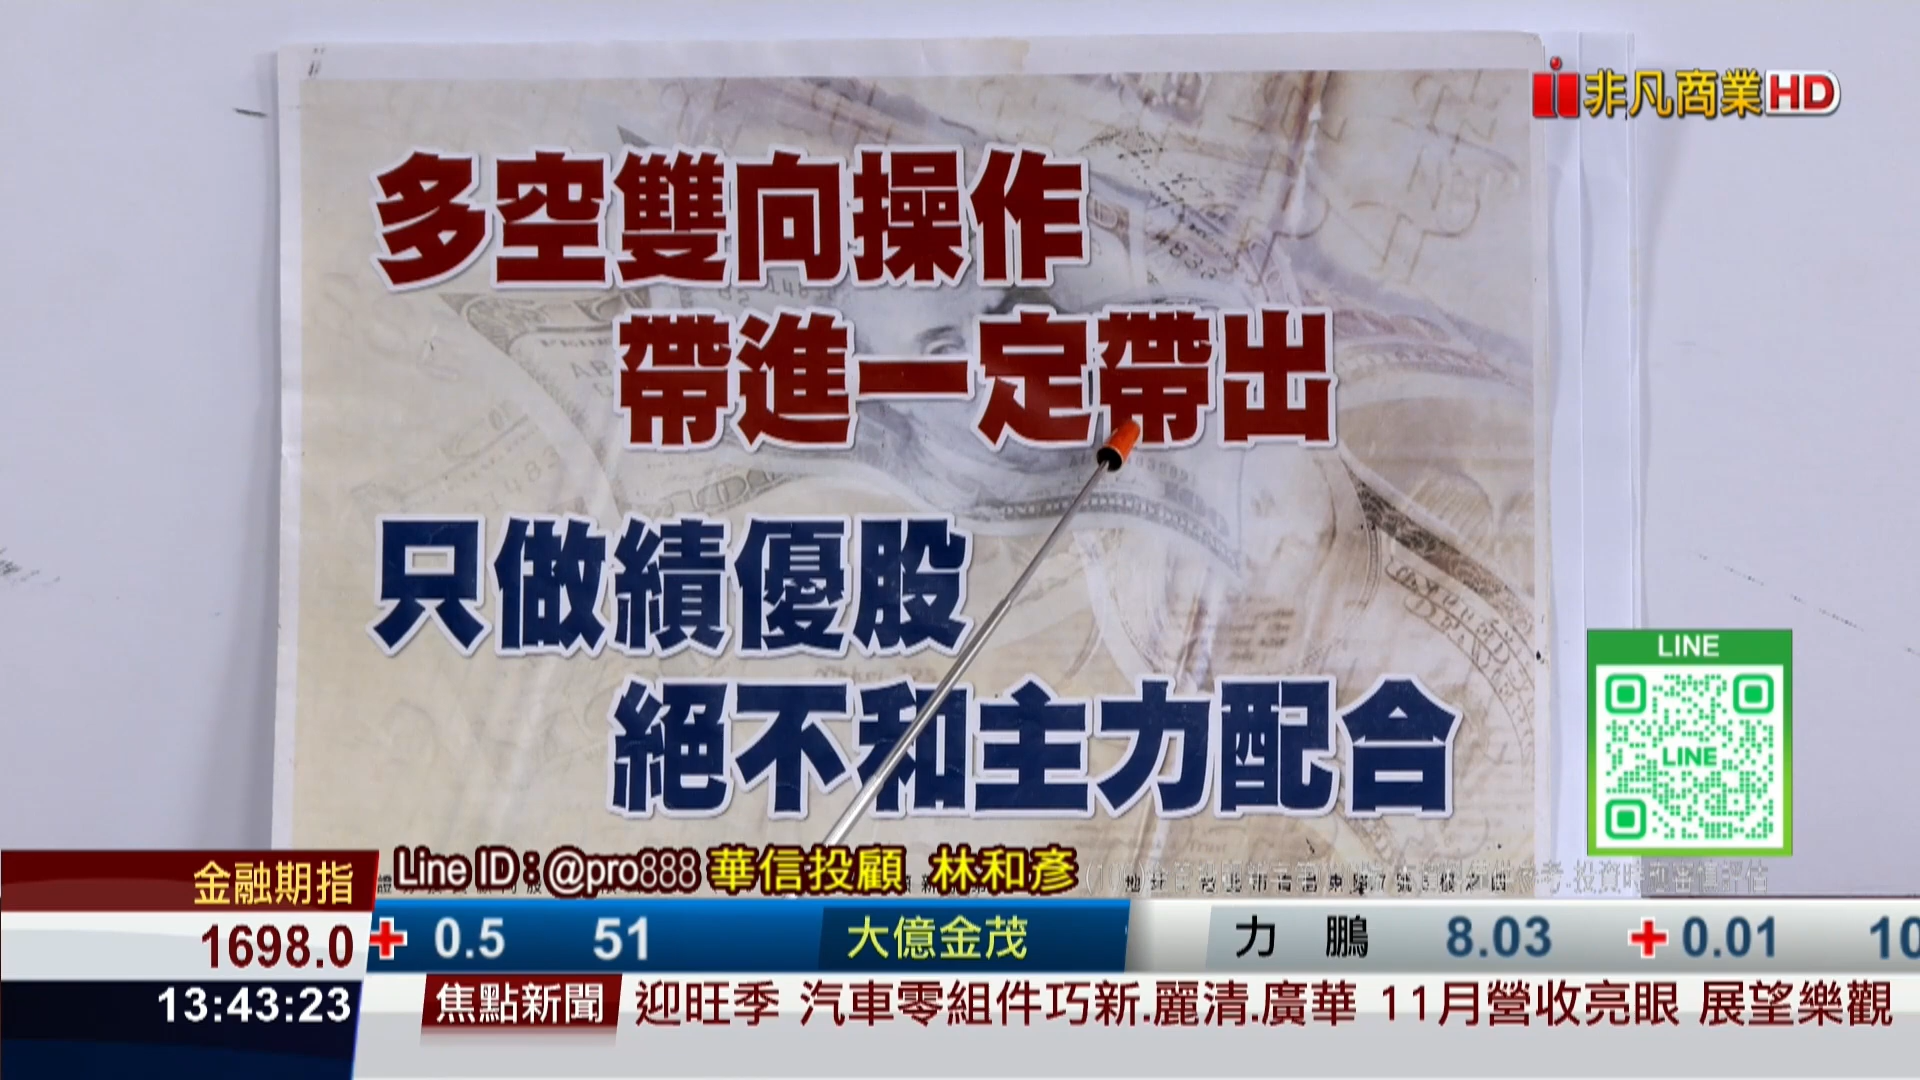 非凡商業HD
多空雙向操作
帶進一定帶出
只做績優股
絕不和主力配合
LINE
LINE
Line ID：@pro888 華信投顧 林和彥
金融期指
1698.0
+ 0.5 51 大億金茂
力鵬 8.03 + 0.01 10
13:43:23
焦點新聞 迎旺季 汽車零組件巧新.麗清.廣華 11月營收亮眼 展望樂觀